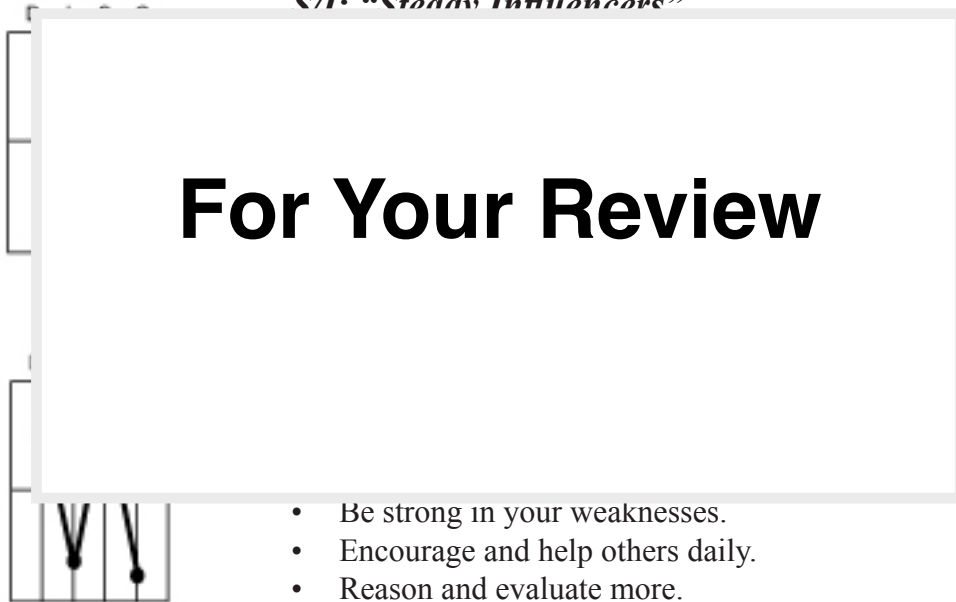 S/I: “Steady Influencers”
For Your Review
• Be strong in your weaknesses.
• Encourage and help others daily.
• Reason and evaluate more.